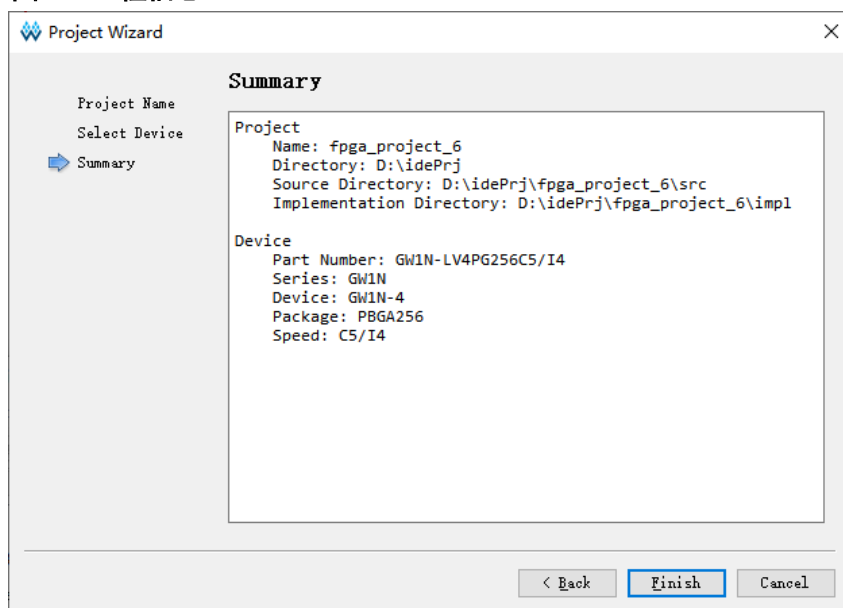 Project Wizard
Summary
Project Name
Select Device
Summary
Project
Name: fpga_project_6
Directory: D:\idePrj
Source Directory: D:\idePrj\fpga_project_6\src
Implementation Directory: D:\idePrj\fpga_project_6\impl
Device
Part Number: GW1N-LV4PG256C5/I4
Series: GW1N
Device: GW1N-4
Package: PBGA256
Speed: C5/I4
< Back Finish Cancel